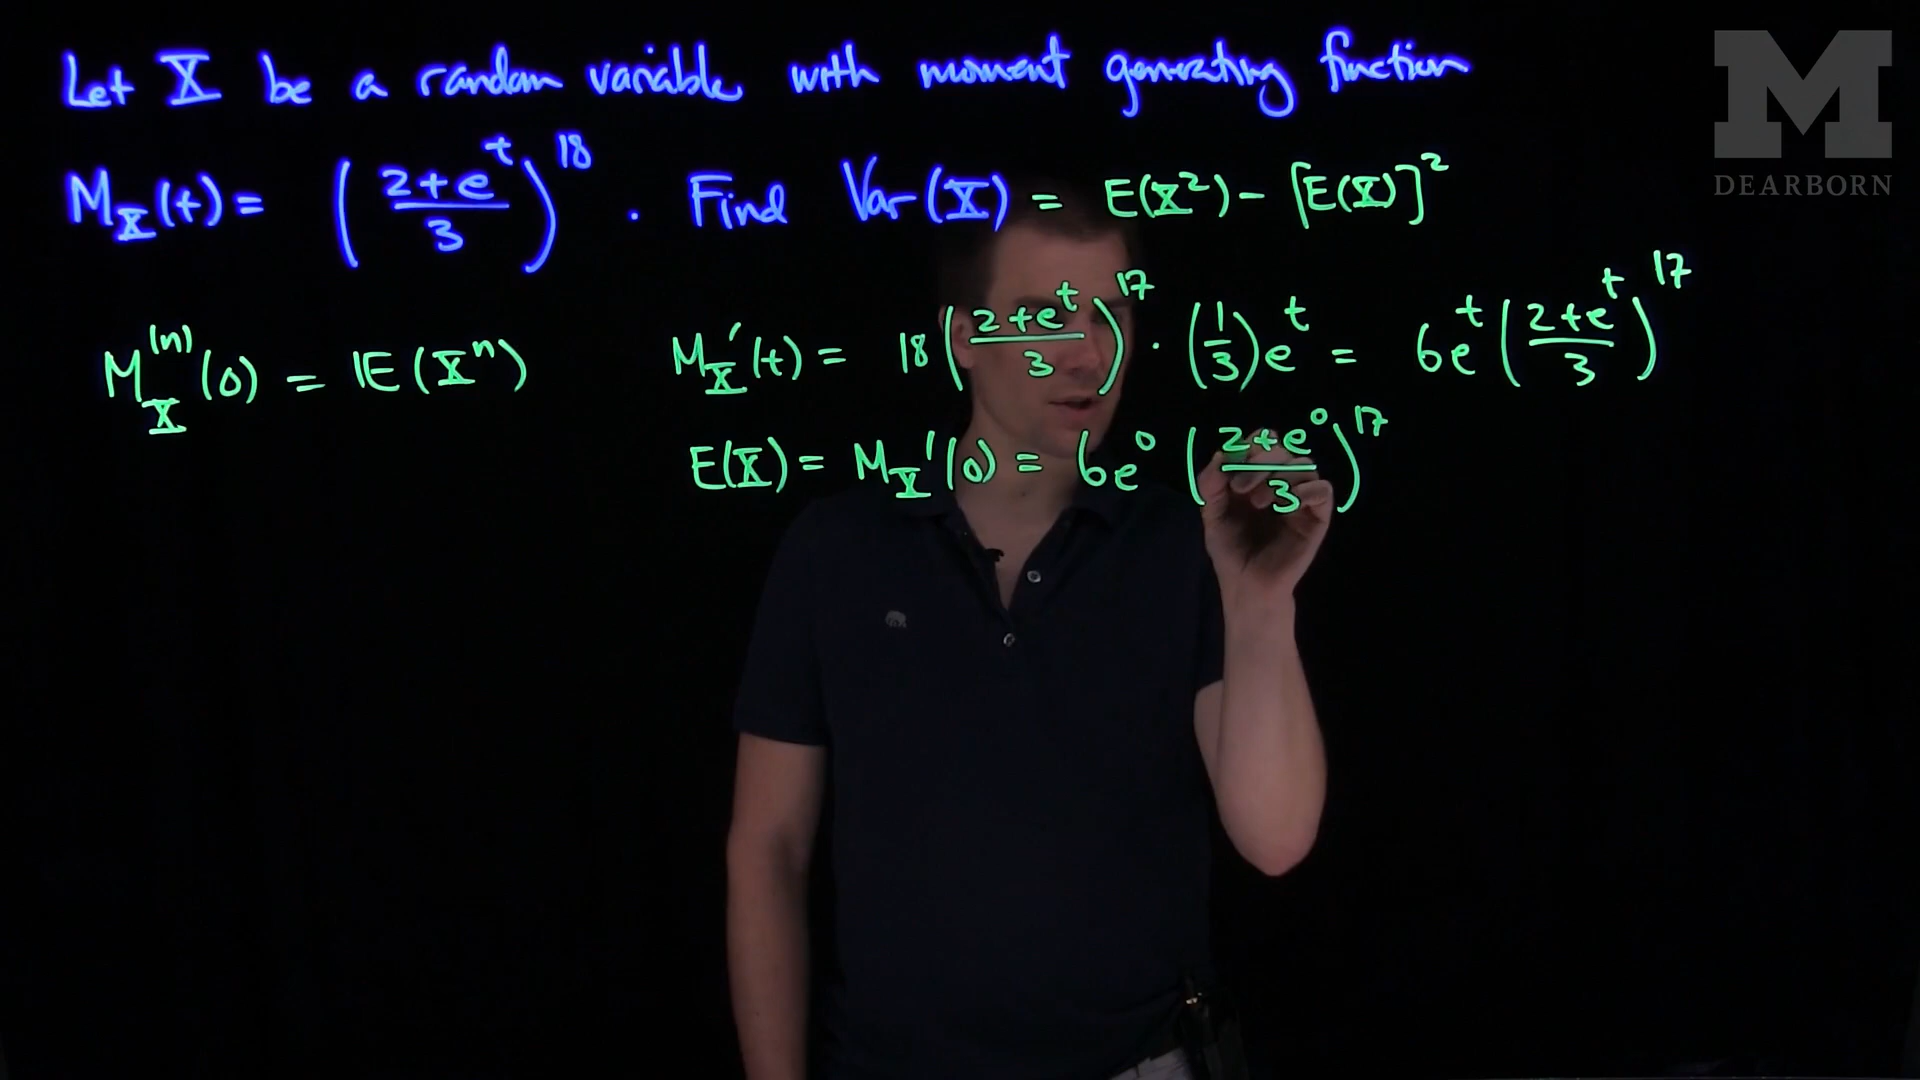 Let X be a random variable with moment generating function
M_X(t) = ((2+e^t)/3)^18 . Find Var(X) = E(X^2) - [E(X)]^2
M_X^(n)(0) = E(X^n)
M_X'(t) = 18((2+e^t)/3)^17 · (1/3)e^t = 6e^t((2+e^t)/3)^17
E(X) = M_X'(0) = 6e^0 ((2+e^0)/3)^17
M
DEARBORN